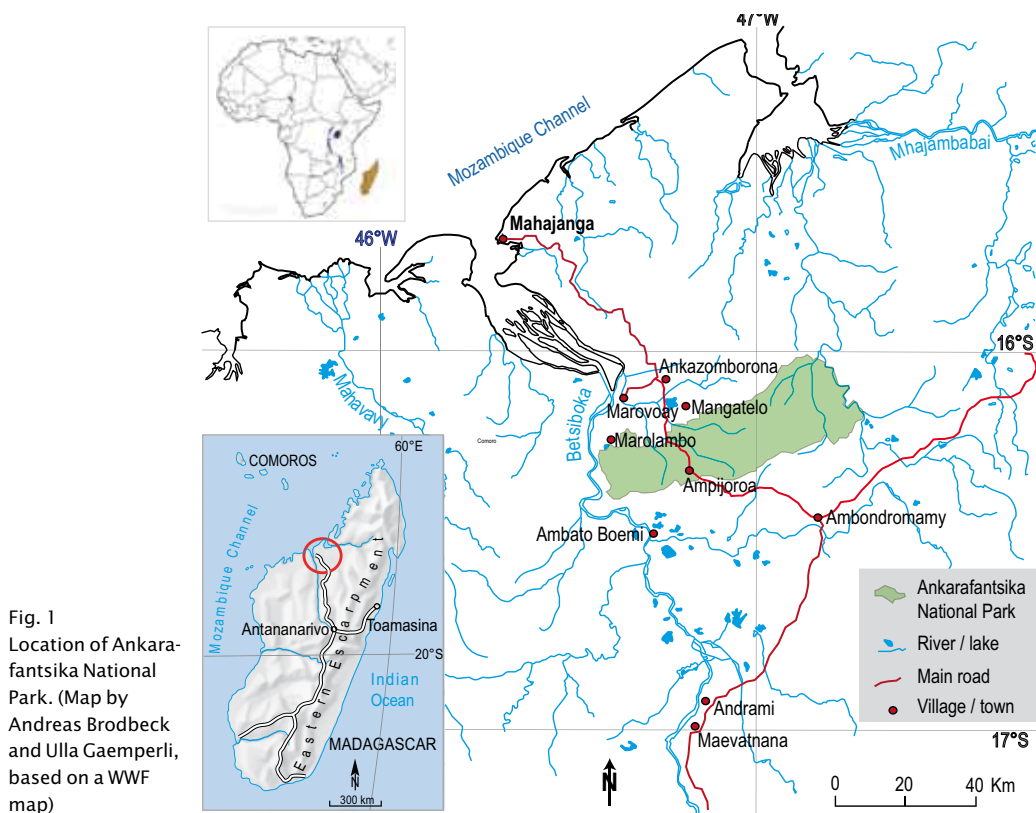 47°W
Mozambique Channel
Mhajambabai
Mahajanga
46°W
16°S
Ankazomborona
Mahavavy
Marovoay
Mangatelo
Betsiboka
Comoro
Marolambo
60°E
COMOROS
Ampijoroa
Ambondromamy
Ambato Boemi
Mozambique Channel
Eastern Escarpment
Ankarafantsika
National Park
River / lake
Main road
Village / town
Toamasina
Antananarivo
20°S
Indian
Ocean
Andrami
Maevatnana
17°S
MADAGASCAR
N
300 km
N
0 20 40 Km
Fig. 1
Location of Ankara-
fantsika National
Park. (Map by
Andreas Brodbeck
and Ulla Gaemperli,
based on a WWF
map)